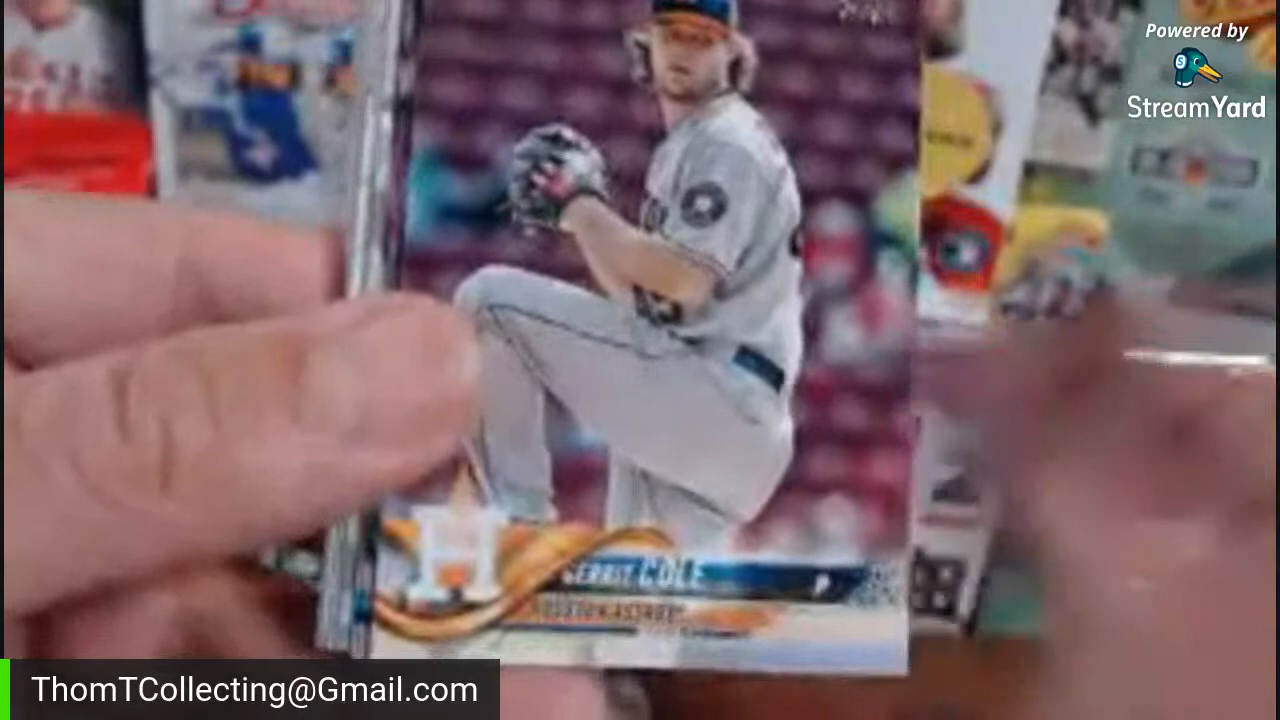 Powered by
StreamYard
GERRIT COLE
P
HOUSTON ASTROS
ThomTCollecting@Gmail.com